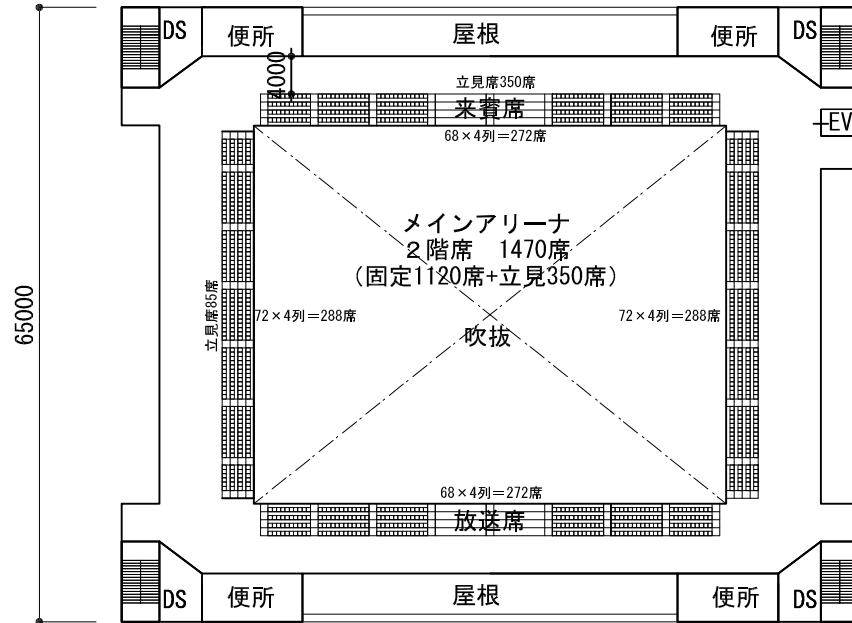 DS
便所
屋根
便所
DS
4000
立見席350席
来賓席
EV
68×4列=272席
メインアリーナ
2階席 1470席
(固定1120席+立見350席)
65000
立見席85席
72×4列=288席
72×4列=288席
吹抜
68×4列=272席
放送席
DS
便所
屋根
便所
DS